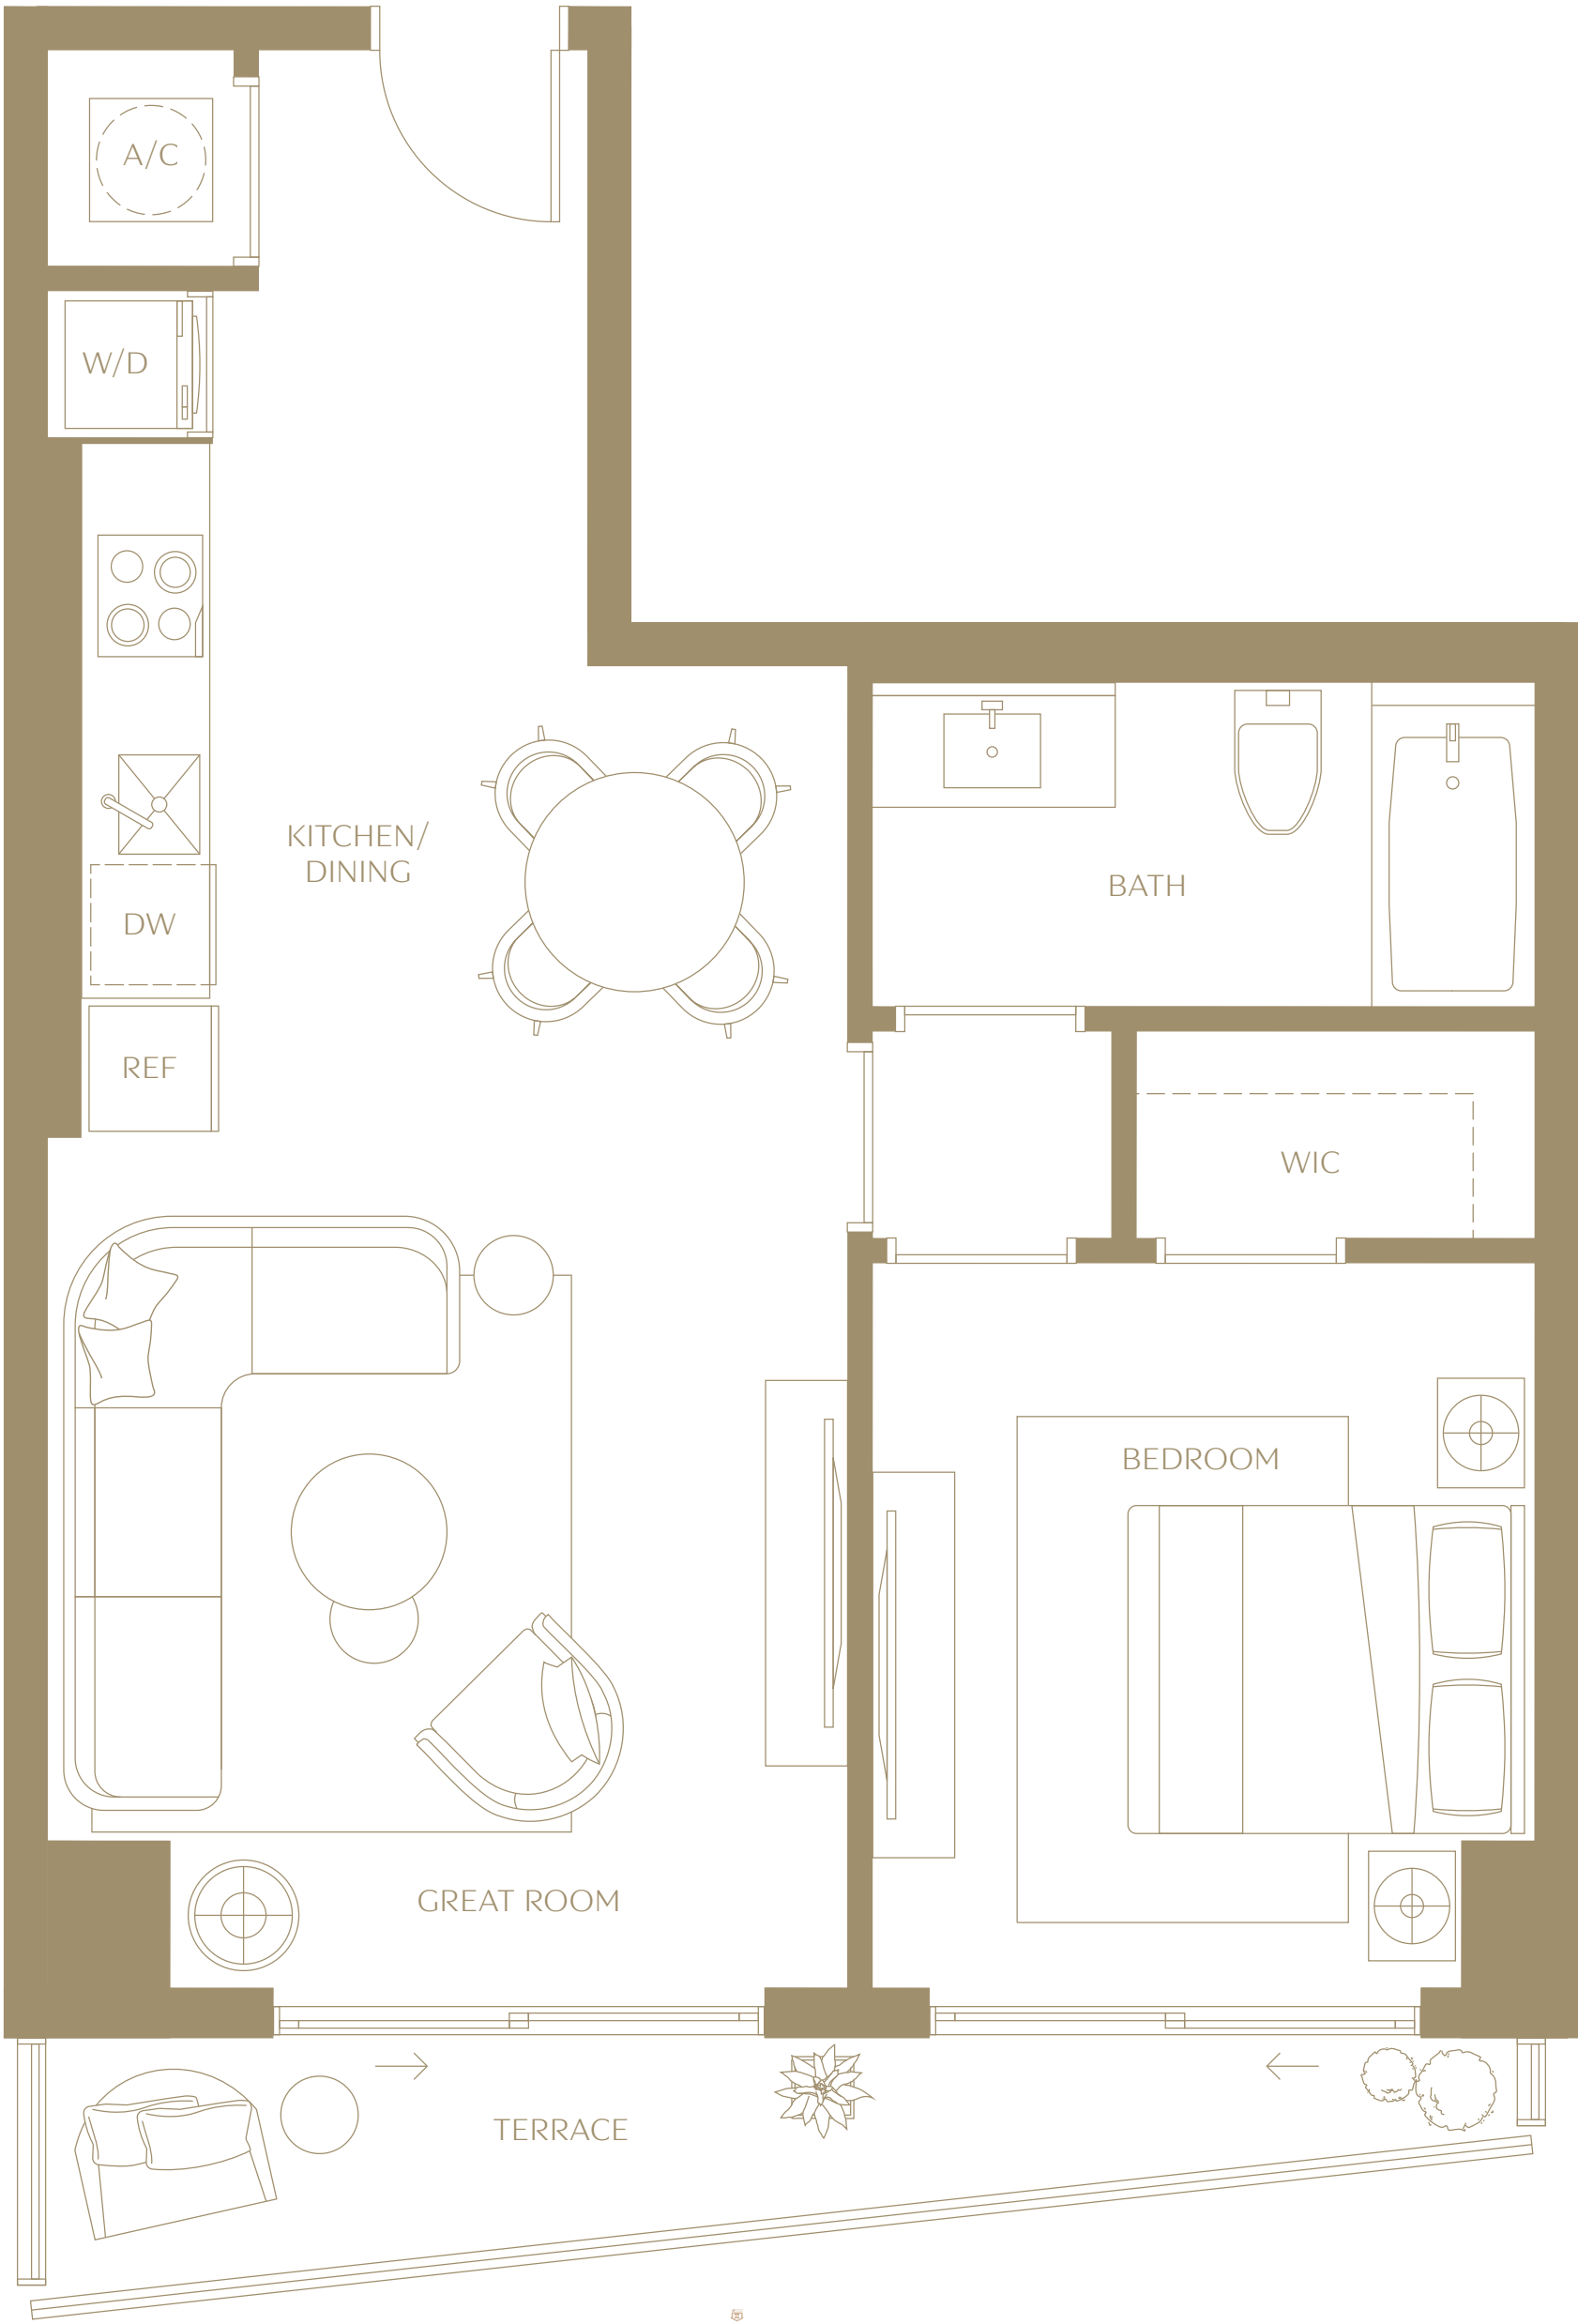 A/C
W/D
KITCHEN/
DINING
DW
BATH
REF
WIC
BEDROOM
GREAT ROOM
TERRACE